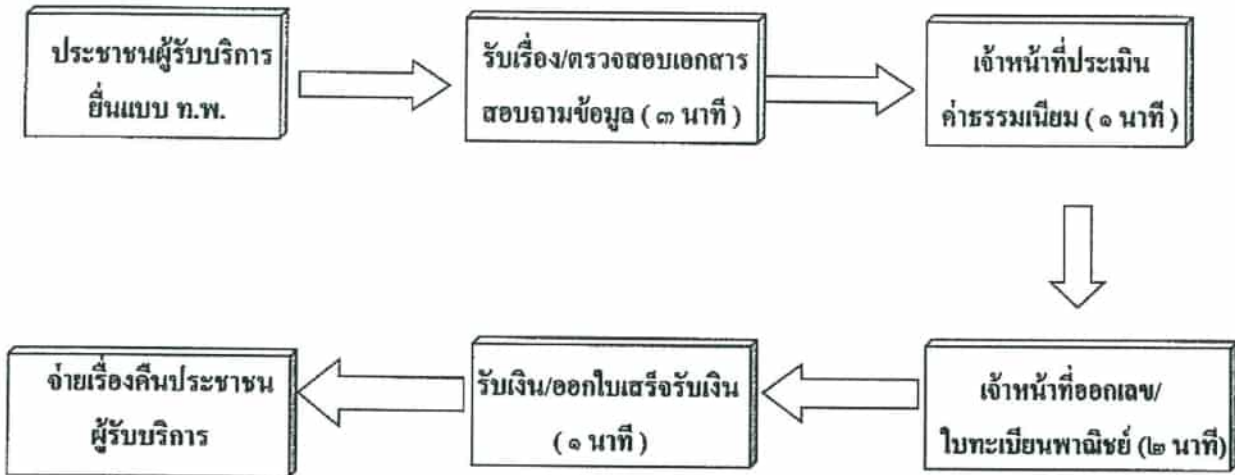 ประชาชนผู้รับบริการ
ยื่นแบบ ท.พ.
รับเรื่อง/ตรวจสอบเอกสาร
สอบถามข้อมูล ( ๓ นาที )
เจ้าหน้าที่ประเมิน
ค่าธรรมเนียม ( ๑ นาที )
เจ้าหน้าที่ออกเลข/
ใบทะเบียนพาณิชย์ (๒ นาที)
รับเงิน/ออกใบเสร็จรับเงิน
( ๑ นาที )
จ่ายเรื่องคืนประชาชน
ผู้รับบริการ